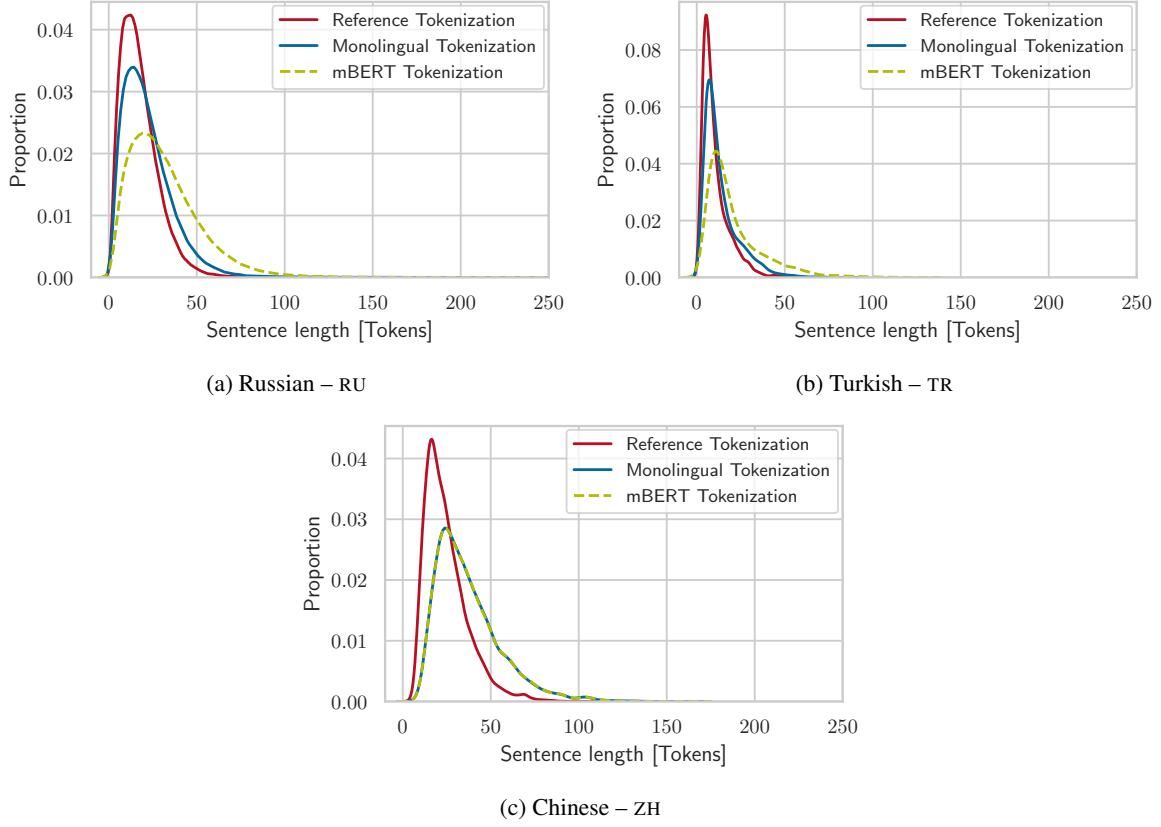 Proportion
0.04
0.03
0.02
0.01
0.00
Reference Tokenization
Monolingual Tokenization
mBERT Tokenization
0 50 100 150 200 250
Sentence length [Tokens]
(a) Russian – RU
Proportion
0.08
0.06
0.04
0.02
0.00
Reference Tokenization
Monolingual Tokenization
mBERT Tokenization
0 50 100 150 200 250
Sentence length [Tokens]
(b) Turkish – TR
Proportion
0.04
0.03
0.02
0.01
0.00
Reference Tokenization
Monolingual Tokenization
mBERT Tokenization
0 50 100 150 200 250
Sentence length [Tokens]
(c) Chinese – ZH